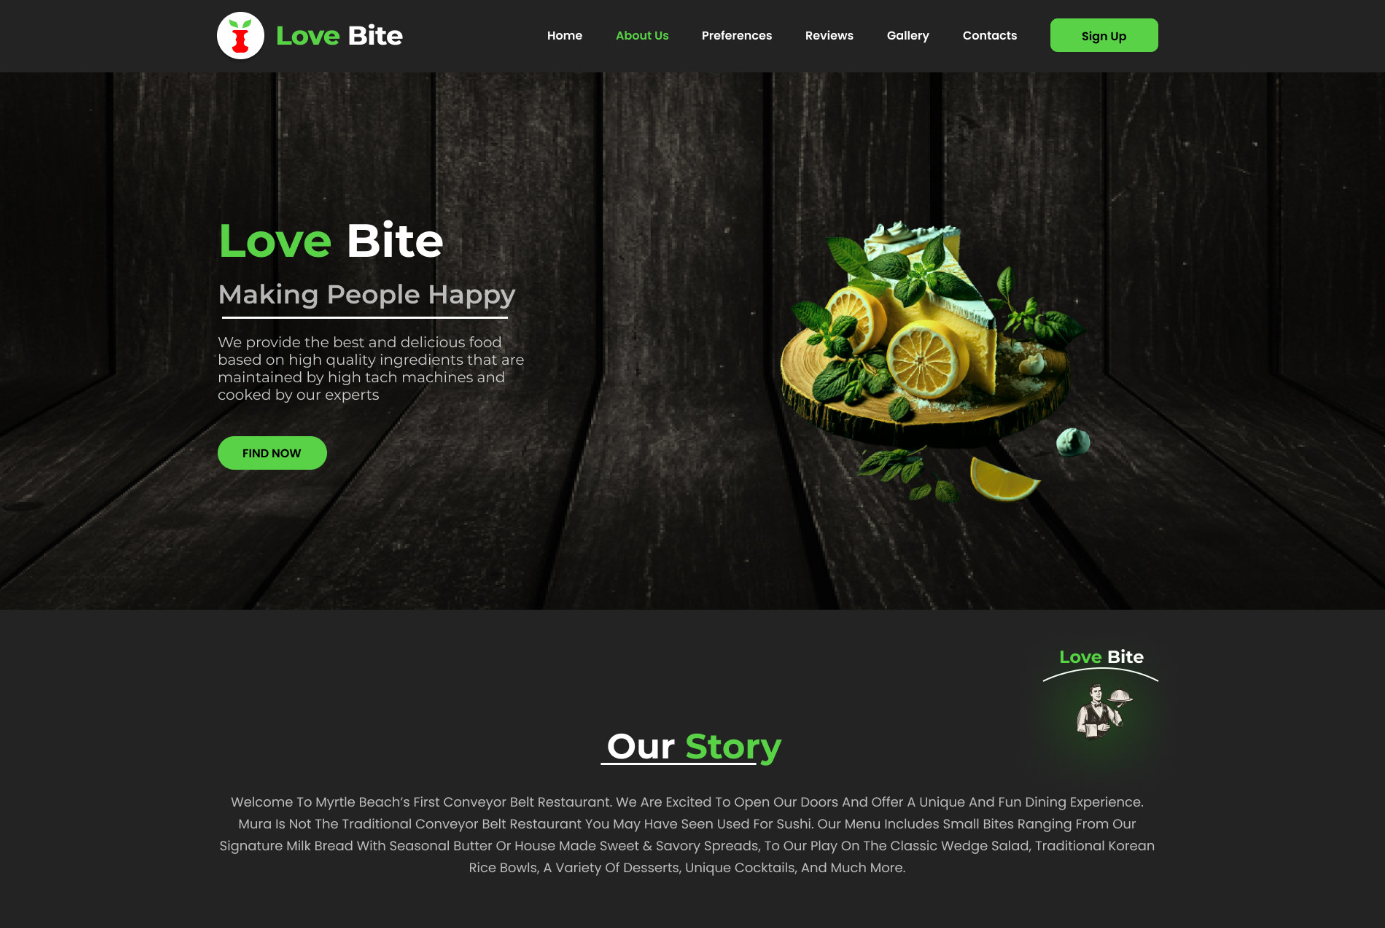 Love Bite
Home
About Us
Preferences
Reviews
Gallery
Contacts
Sign Up
Love Bite
Making People Happy
We provide the best and delicious food
based on high quality ingredients that are
maintained by high tach machines and
cooked by our experts
FIND NOW
Love Bite
Our Story
Welcome To Myrtle Beach’s First Conveyor Belt Restaurant. We Are Excited To Open Our Doors And Offer A Unique And Fun Dining Experience.
Mura Is Not The Traditional Conveyor Belt Restaurant You May Have Seen Used For Sushi. Our Menu Includes Small Bites Ranging From Our
Signature Milk Bread With Seasonal Butter Or House Made Sweet & Savory Spreads, To Our Play On The Classic Wedge Salad, Traditional Korean
Rice Bowls, A Variety Of Desserts, Unique Cocktails, And Much More.